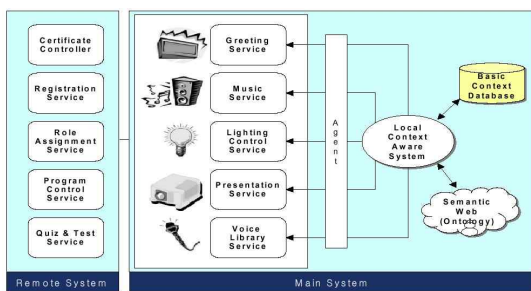 Certificate
Controller
Registration
Service
Role
Assignment
Service
Program
Control
Service
Quiz & Test
Service
Remote System
Greeting
Service
Music
Service
Lighting
Control
Service
Presentation
Service
Voice
Library
Service
Agent
Local
Context
Aware
System
Basic
Context
Database
Semantic
Web
(Ontology)
Main System